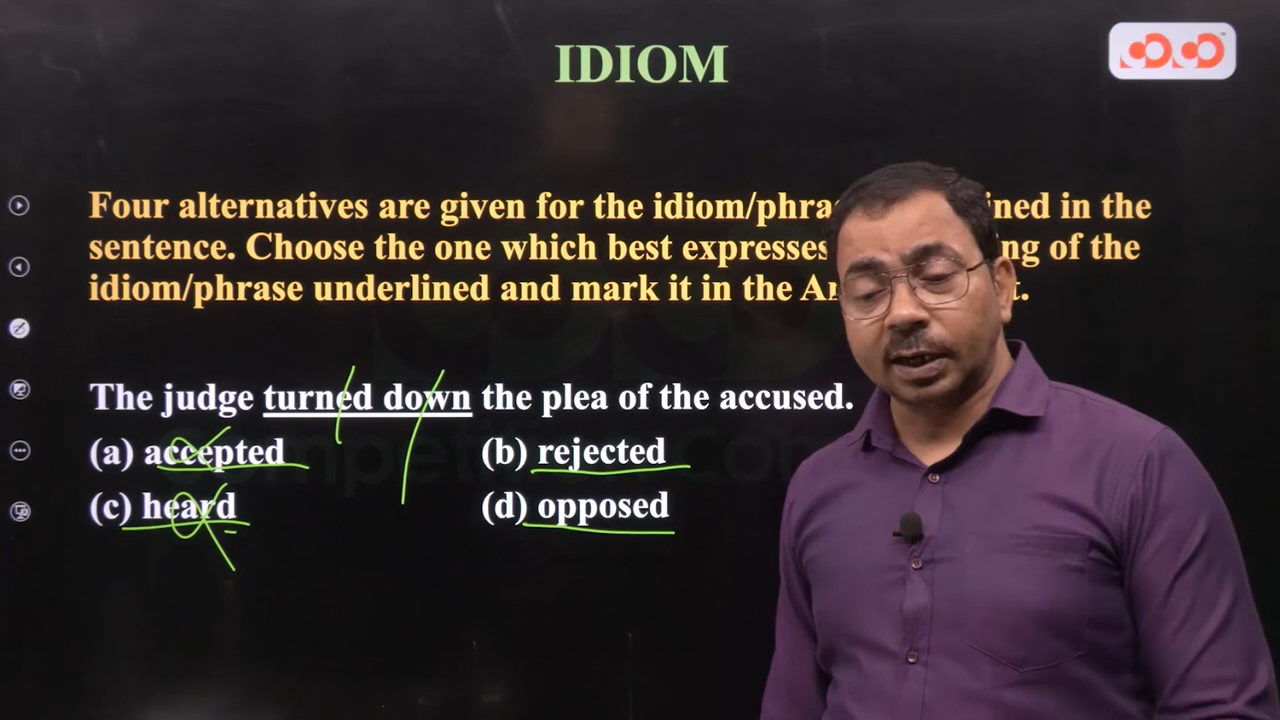 IDIOM
Four alternatives are given for the idiom/phra ined in the
sentence. Choose the one which best expresses ing of the
idiom/phrase underlined and mark it in the An t.
The judge turned down the plea of the accused.
(a) accepted (b) rejected
(c) heard (d) opposed